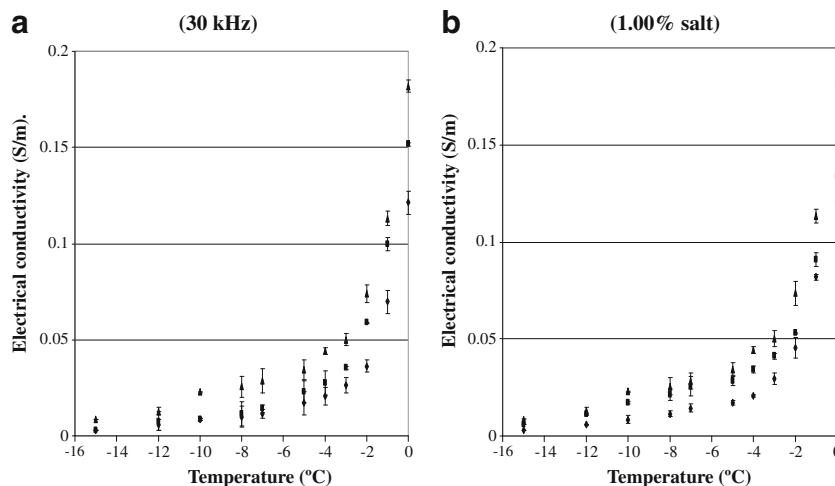 a
(30 kHz)
0.2
0.15
0.1
0.05
0
-16 -14 -12 -10 -8 -6 -4 -2 0
Electrical conductivity (S/m).
Temperature (ºC)
b
(1.00% salt)
0.2
0.15
0.1
0.05
0
-16 -14 -12 -10 -8 -6 -4 -2 0
Electrical conductivity (S/m)
Temperature (ºC)